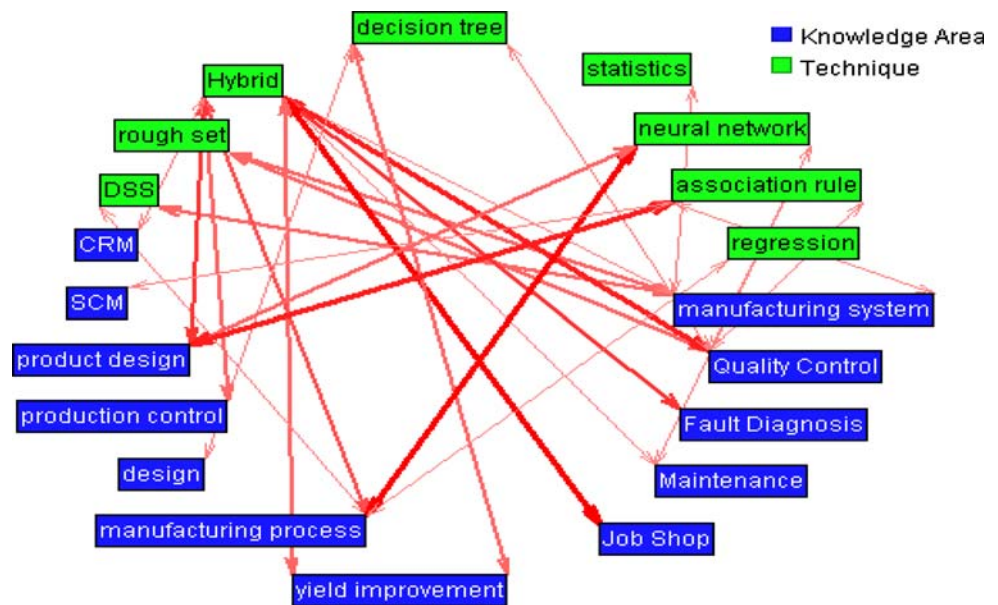 decision tree
Knowledge Area
Technique
statistics
Hybrid
neural network
rough set
association rule
DSS
regression
CRM
SCM
manufacturing system
product design
Quality Control
production control
Fault Diagnosis
design
Maintenance
manufacturing process
Job Shop
yield improvement